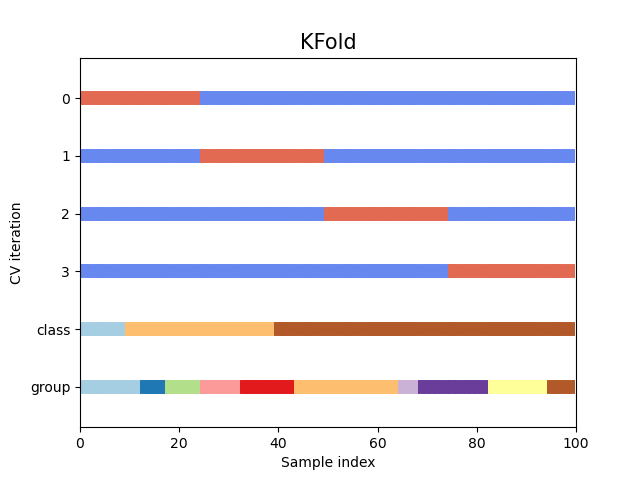 KFold
0
1
2
3
class
group
CV iteration
0 20 40 60 80 100
Sample index